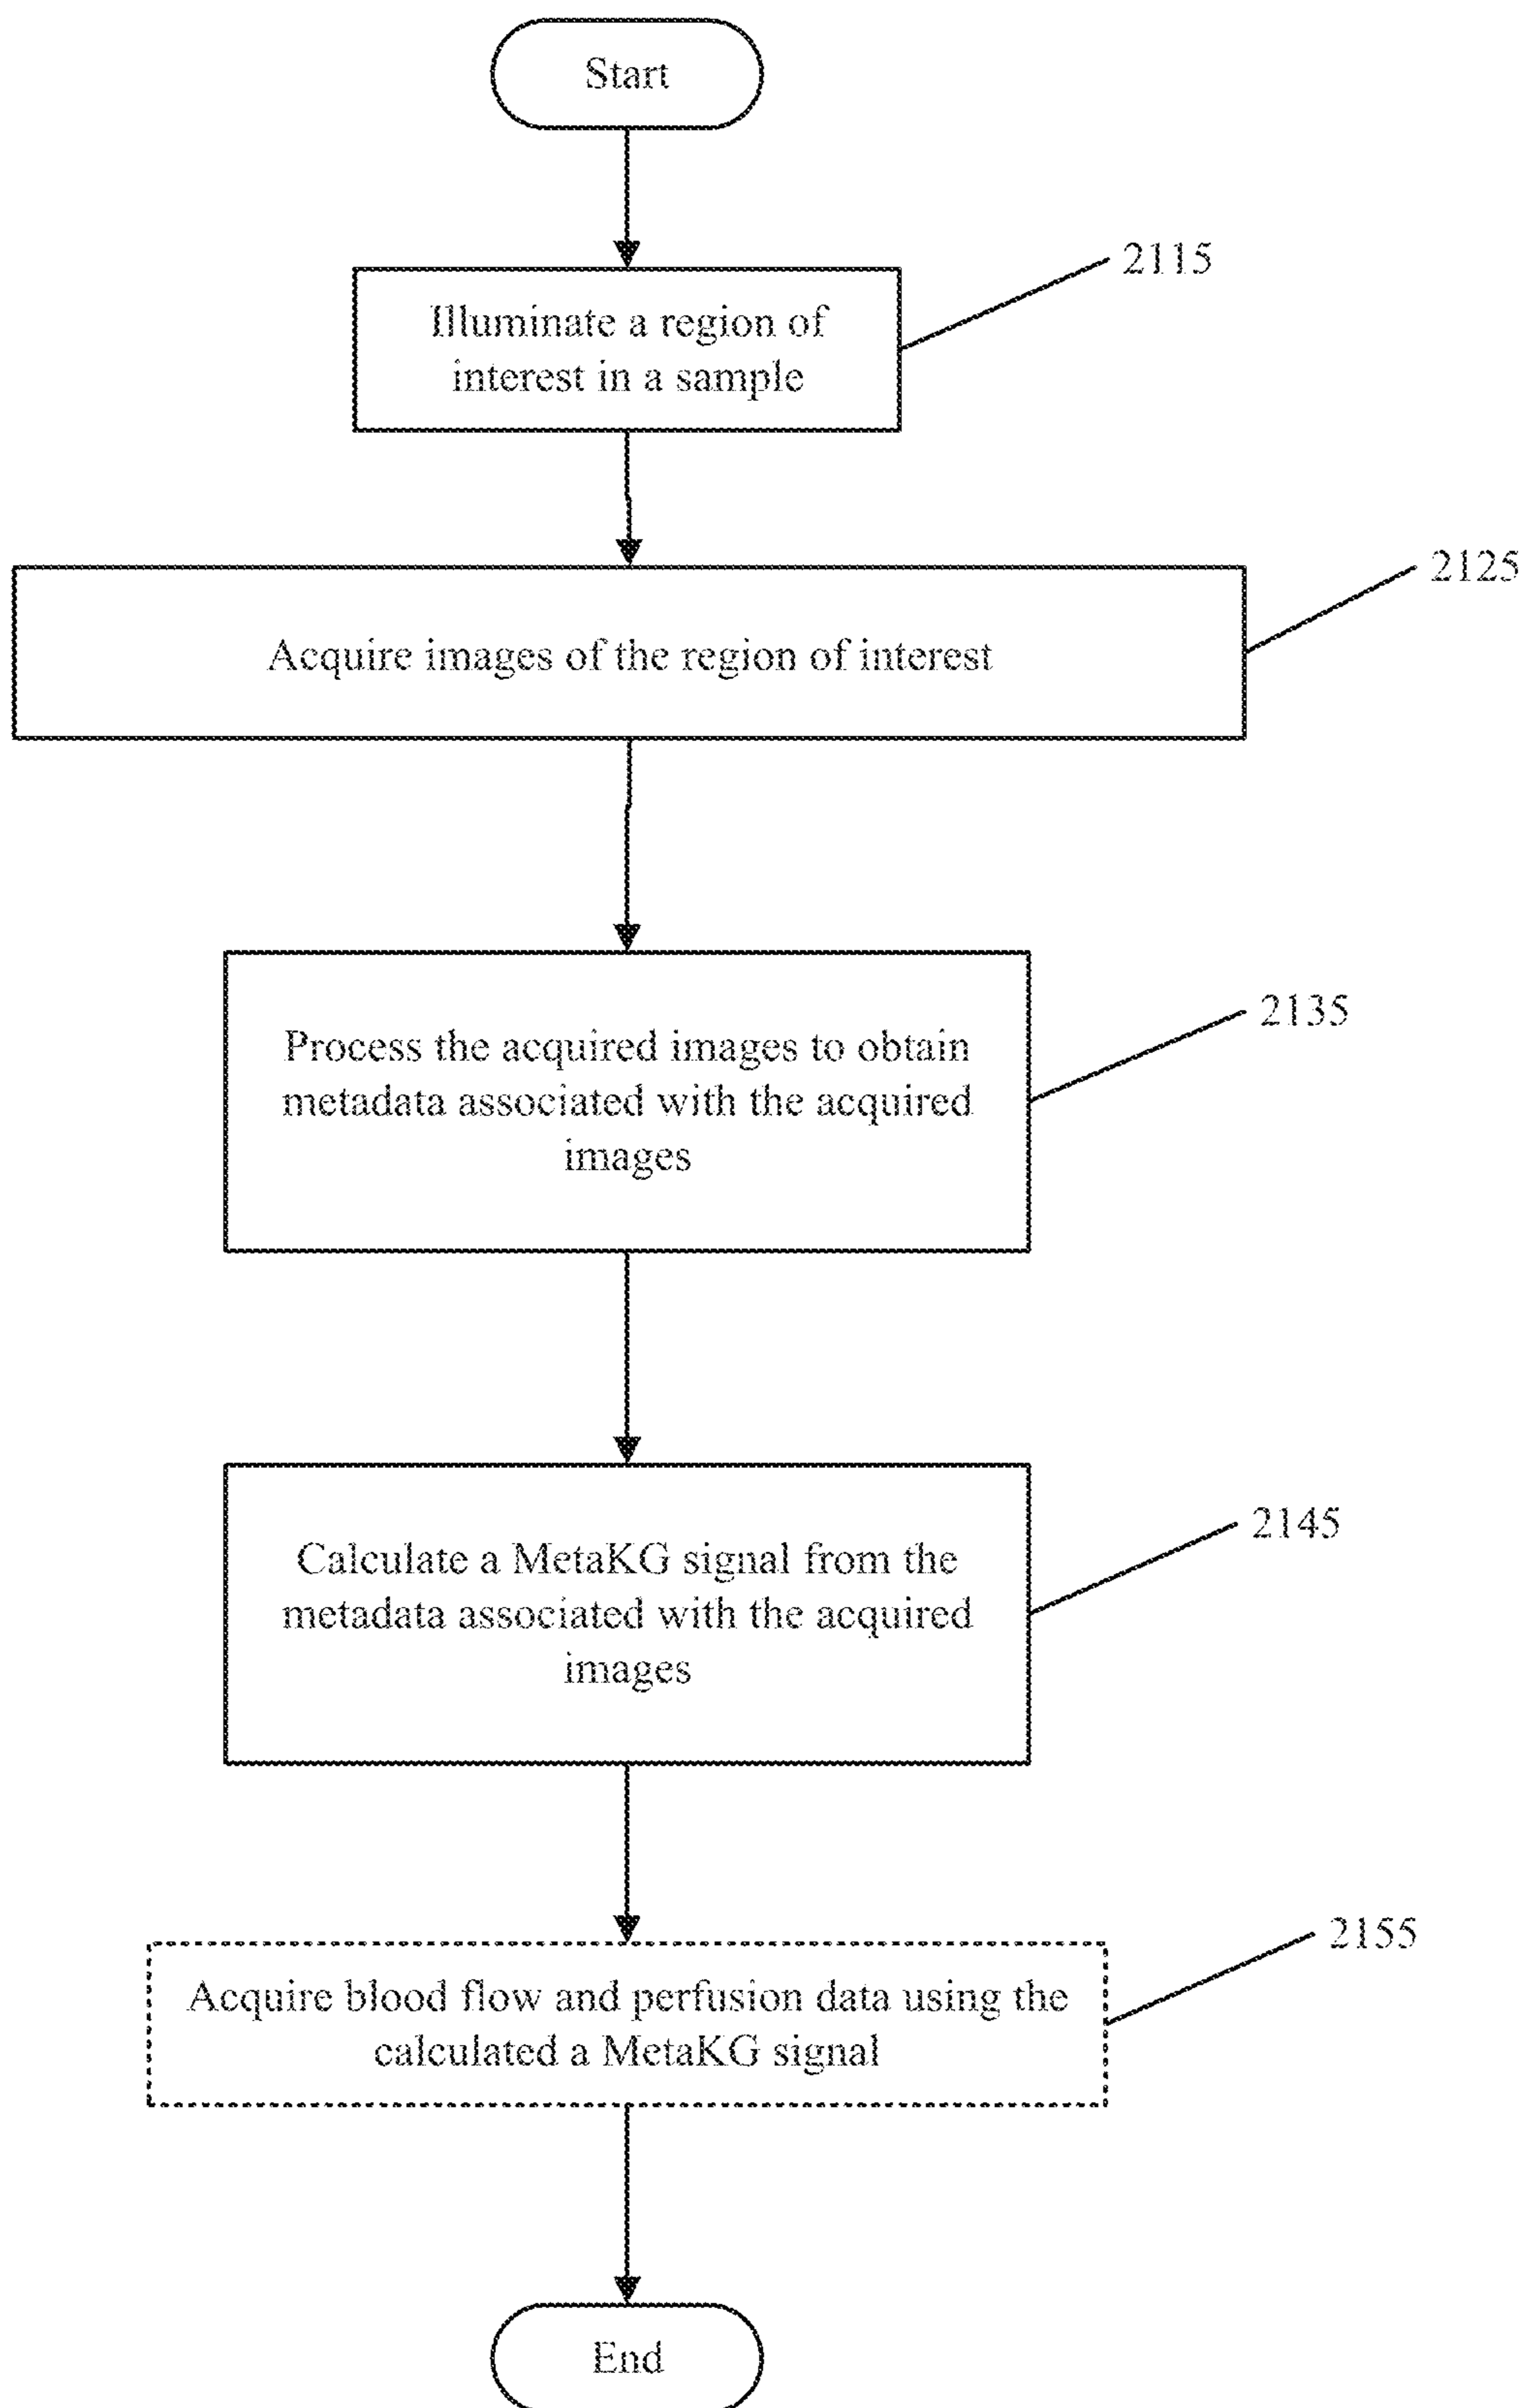 Start
2115
Illuminate a region of
interest in a sample
2125
Acquire images of the region of interest
2135
Process the acquired images to obtain
metadata associated with the acquired
images
2145
Calculate a MetaKG signal from the
metadata associated with the acquired
images
2155
Acquire blood flow and perfusion data using the
calculated a MetaKG signal
End